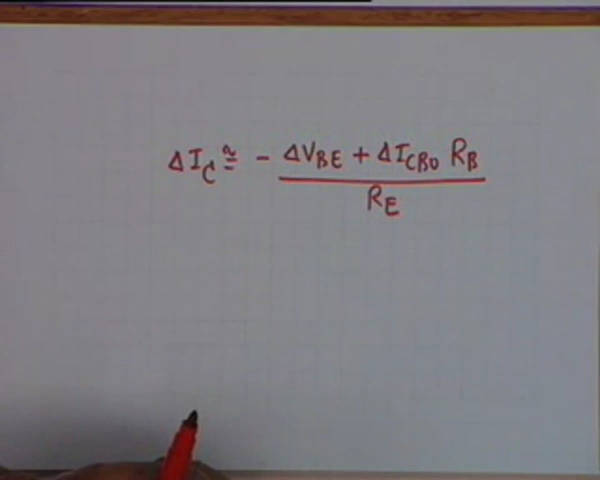 ΔI_C ≅ - (ΔV_BE + ΔI_CBO R_B) / R_E